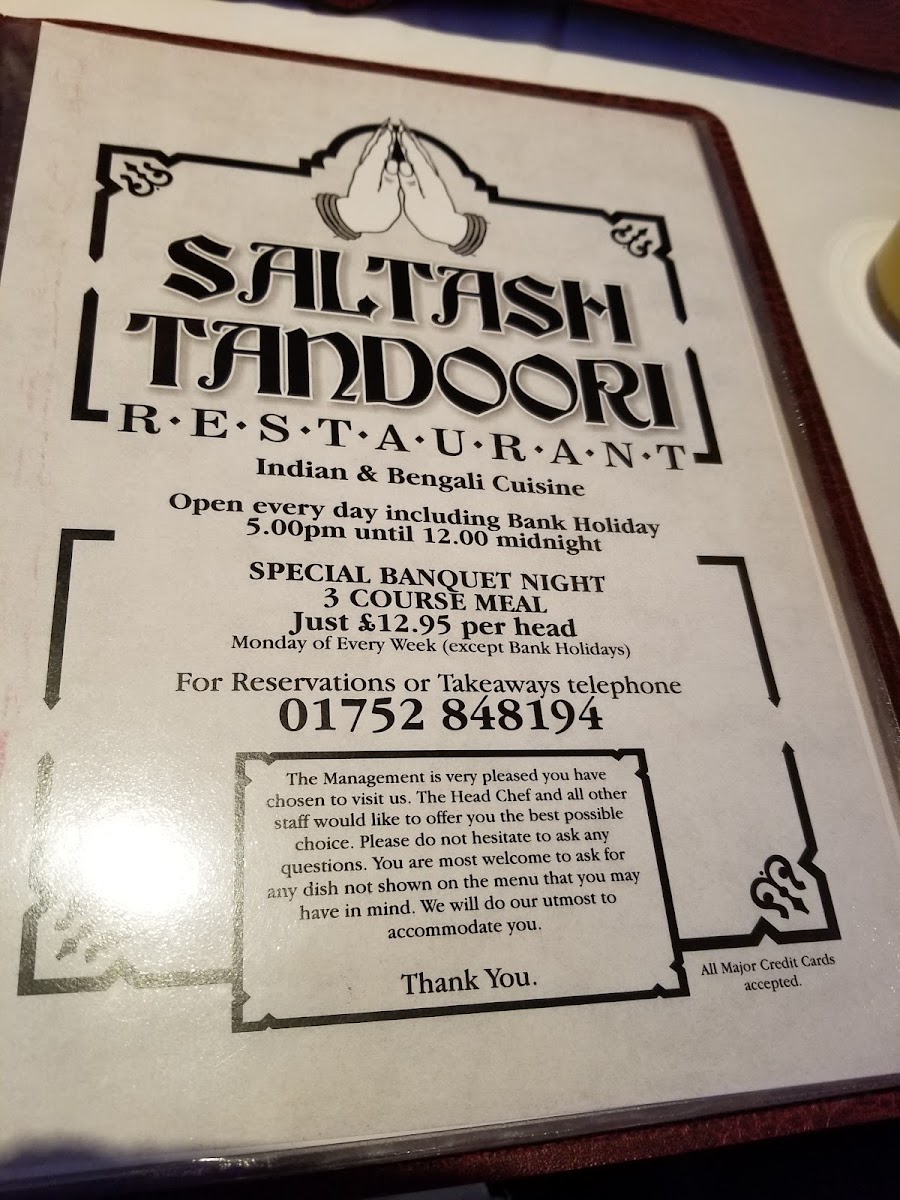 SALTASH
TANDOORI
R·E·S·T·A·U·R·A·N·T
Indian & Bengali Cuisine
Open every day including Bank Holiday
5.00pm until 12.00 midnight
SPECIAL BANQUET NIGHT
3 COURSE MEAL
Just £12.95 per head
Monday of Every Week (except Bank Holidays)
For Reservations or Takeaways telephone
01752 848194
The Management is very pleased you have
chosen to visit us. The Head Chef and all other
staff would like to offer you the best possible
choice. Please do not hesitate to ask any
questions. You are most welcome to ask for
any dish not shown on the menu that you may
have in mind. We will do our utmost to
accommodate you.
Thank You.
All Major Credit Cards
accepted.